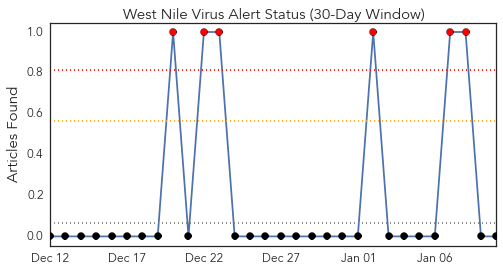 West Nile Virus Alert Status (30-Day Window)
Articles Found
1.0
0.8
0.6
0.4
0.2
0.0
Dec 12
Dec 17
Dec 22
Dec 27
Jan 01
Jan 06